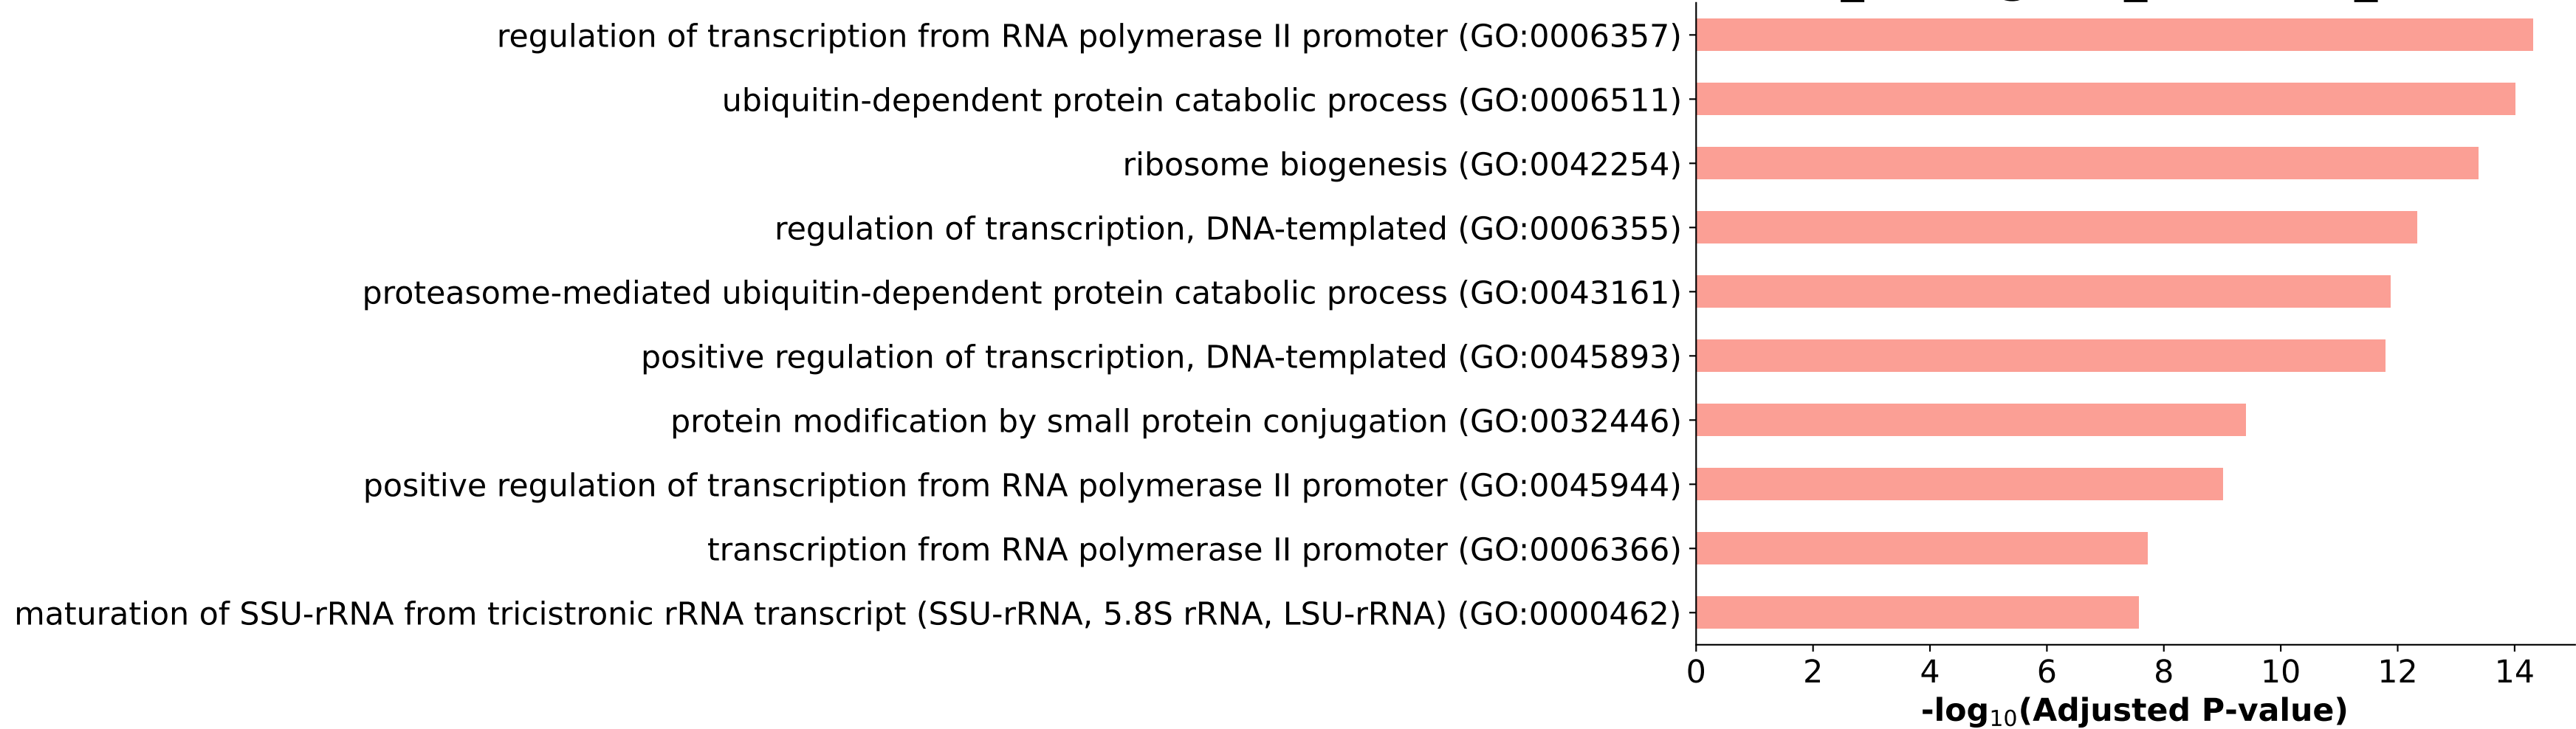 regulation of transcription from RNA polymerase II promoter (GO:0006357)
ubiquitin-dependent protein catabolic process (GO:0006511)
ribosome biogenesis (GO:0042254)
regulation of transcription, DNA-templated (GO:0006355)
proteasome-mediated ubiquitin-dependent protein catabolic process (GO:0043161)
positive regulation of transcription, DNA-templated (GO:0045893)
protein modification by small protein conjugation (GO:0032446)
positive regulation of transcription from RNA polymerase II promoter (GO:0045944)
transcription from RNA polymerase II promoter (GO:0006366)
maturation of SSU-rRNA from tricistronic rRNA transcript (SSU-rRNA, 5.8S rRNA, LSU-rRNA) (GO:0000462)
0 2 4 6 8 10 12 14
-log₁₀(Adjusted P-value)